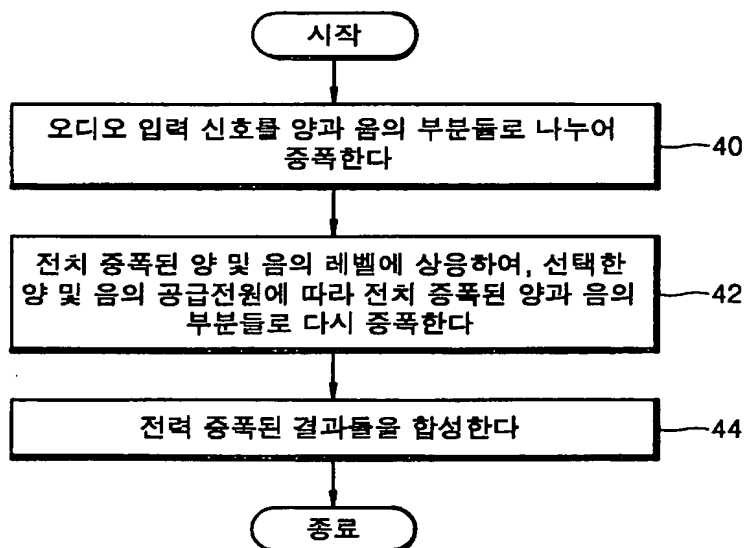 시작
오디오 입력 신호를 양과 음의 부분들로 나누어
증폭한다
40
전치 증폭된 양 및 음의 레벨에 상응하여, 선택한
양 및 음의 공급전원에 따라 전치 증폭된 양과 음의
부분들로 다시 증폭한다
42
전력 증폭된 결과들을 합성한다
44
종료